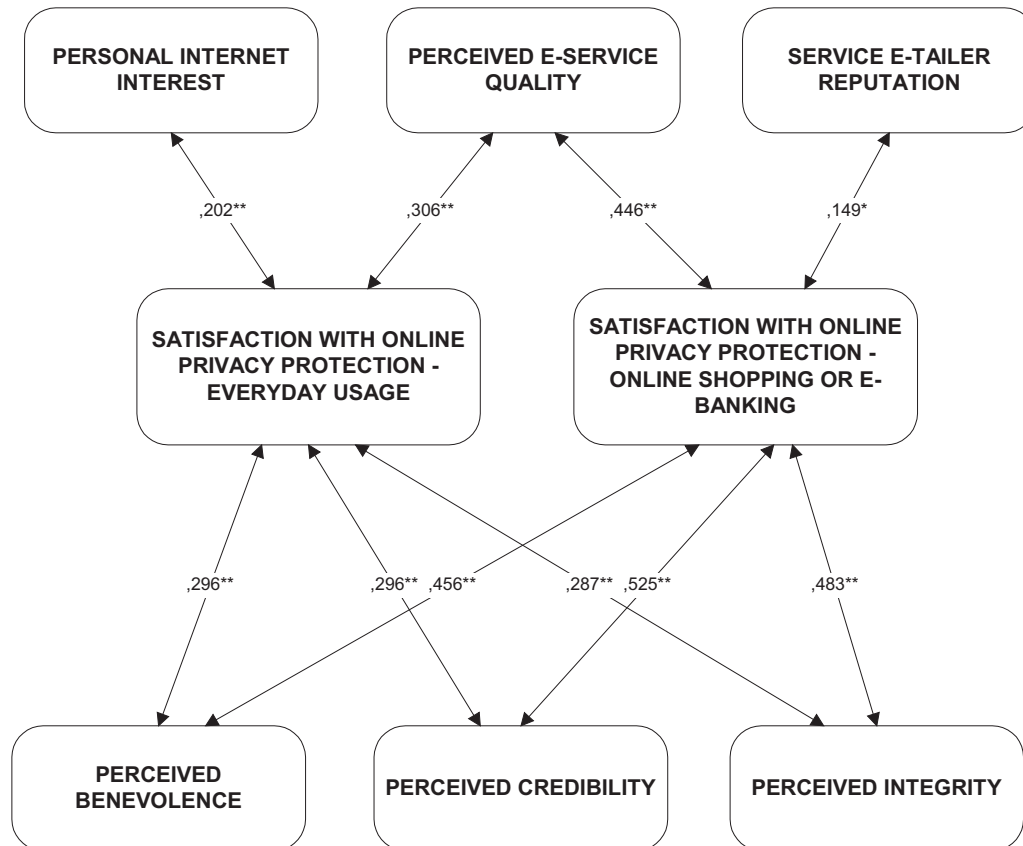 PERSONAL INTERNET
INTEREST
PERCEIVED E-SERVICE
QUALITY
SERVICE E-TAILER
REPUTATION
,202**
,306**
,446**
,149*
SATISFACTION WITH ONLINE
PRIVACY PROTECTION -
EVERYDAY USAGE
SATISFACTION WITH ONLINE
PRIVACY PROTECTION -
ONLINE SHOPPING OR E-
BANKING
,296**
,296**
,456**
,287**
,525**
,483**
PERCEIVED
BENEVOLENCE
PERCEIVED CREDIBILITY
PERCEIVED INTEGRITY